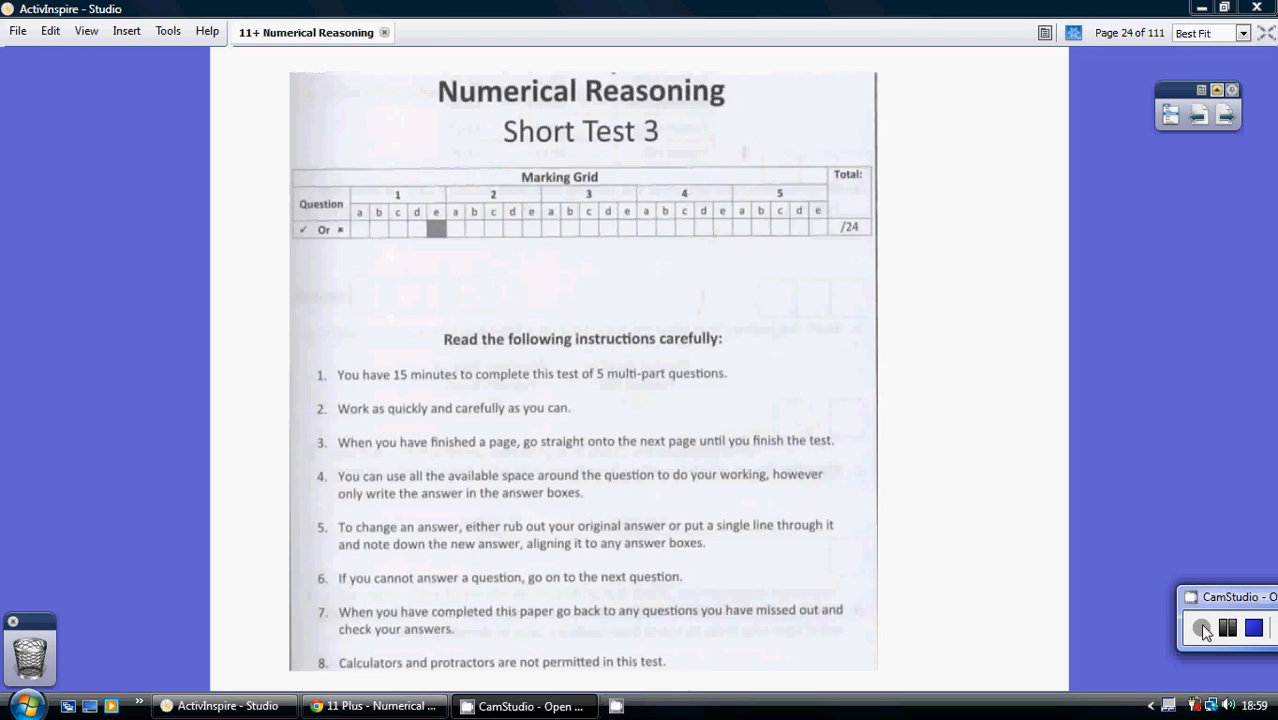 ActivInspire - Studio
File Edit View Insert Tools Help
11+ Numerical Reasoning
Page 24 of 111
Best Fit
Numerical Reasoning
Short Test 3
Marking Grid
Total:
Question
1 2 3 4 5
a b c d e a b c d e a b c d e a b c d e a b c d e
✓ Or × /24
Read the following instructions carefully:
1. You have 15 minutes to complete this test of 5 multi-part questions.
2. Work as quickly and carefully as you can.
3. When you have finished a page, go straight onto the next page until you finish the test.
4. You can use all the available space around the question to do your working, however
only write the answer in the answer boxes.
5. To change an answer, either rub out your original answer or put a single line through it
and note down the new answer, aligning it to any answer boxes.
6. If you cannot answer a question, go on to the next question.
7. When you have completed this paper go back to any questions you have missed out and
check your answers.
8. Calculators and protractors are not permitted in this test.
CamStudio - O
ActivInspire - Studio
11 Plus - Numerical ...
CamStudio - Open ...
18:59